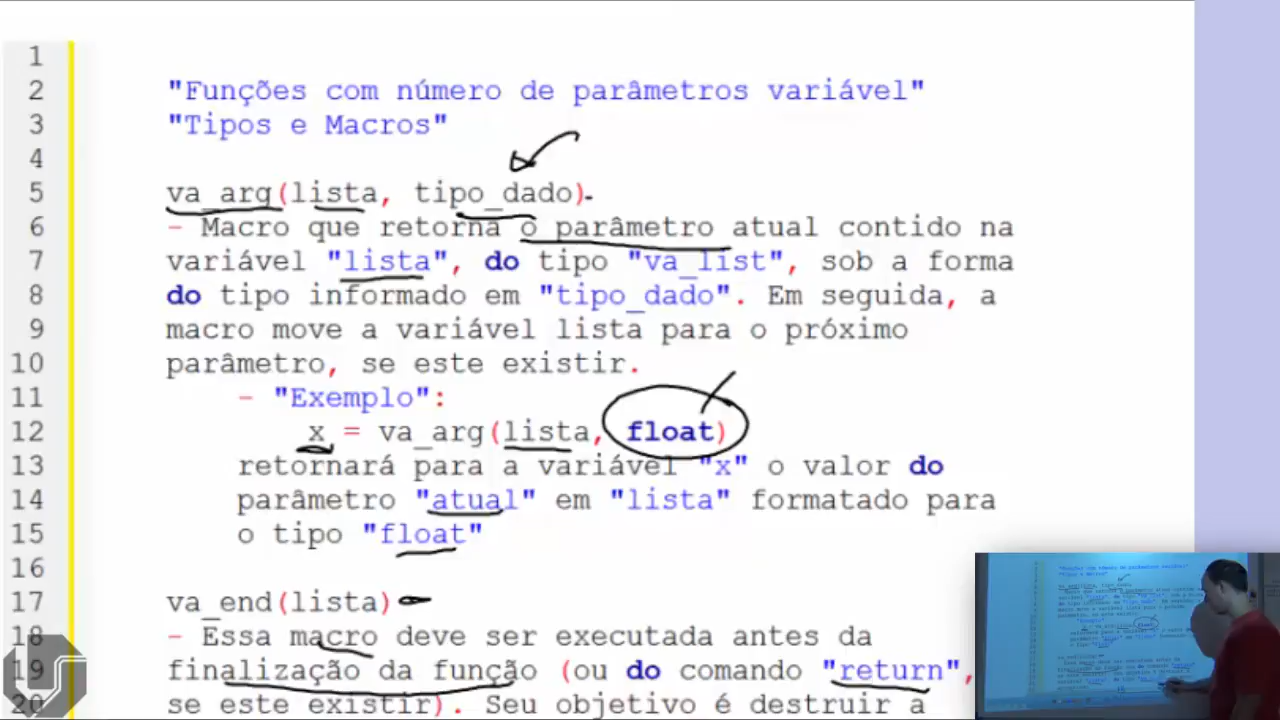 1
2 "Funções com número de parâmetros variável"
3 "Tipos e Macros"
4
5 va_arg(lista, tipo_dado)
6 - Macro que retorna o parâmetro atual contido na
7 variável "lista", do tipo "va_list", sob a forma
8 do tipo informado em "tipo_dado". Em seguida, a
9 macro move a variável lista para o próximo
10 parâmetro, se este existir.
11 - "Exemplo":
12 x = va_arg(lista, float)
13 retornará para a variável "x" o valor do
14 parâmetro "atual" em "lista" formatado para
15 o tipo "float"
16
17 va_end(lista)
18 - Essa macro deve ser executada antes da
19 finalização da função (ou do comando "return",
20 se este existir). Seu objetivo é destruir a